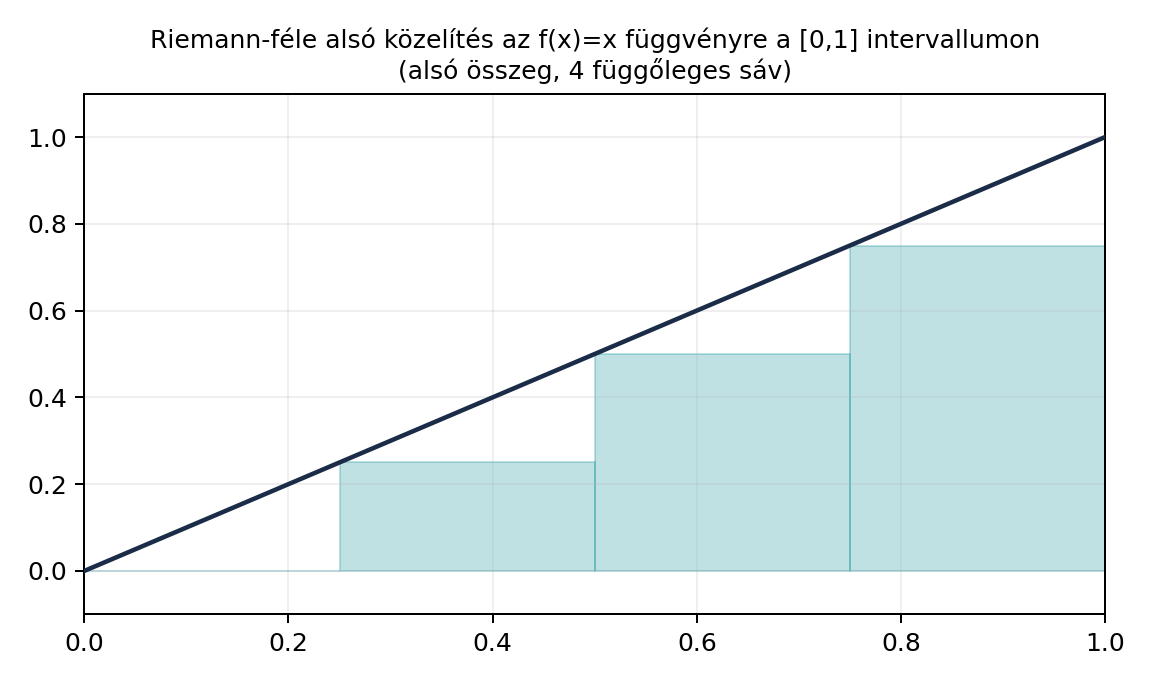 Riemann-féle alsó közelítés az f(x)=x függvényre a [0,1] intervallumon
(alsó összeg, 4 függőleges sáv)
1.0
0.8
0.6
0.4
0.2
0.0
0.0 0.2 0.4 0.6 0.8 1.0